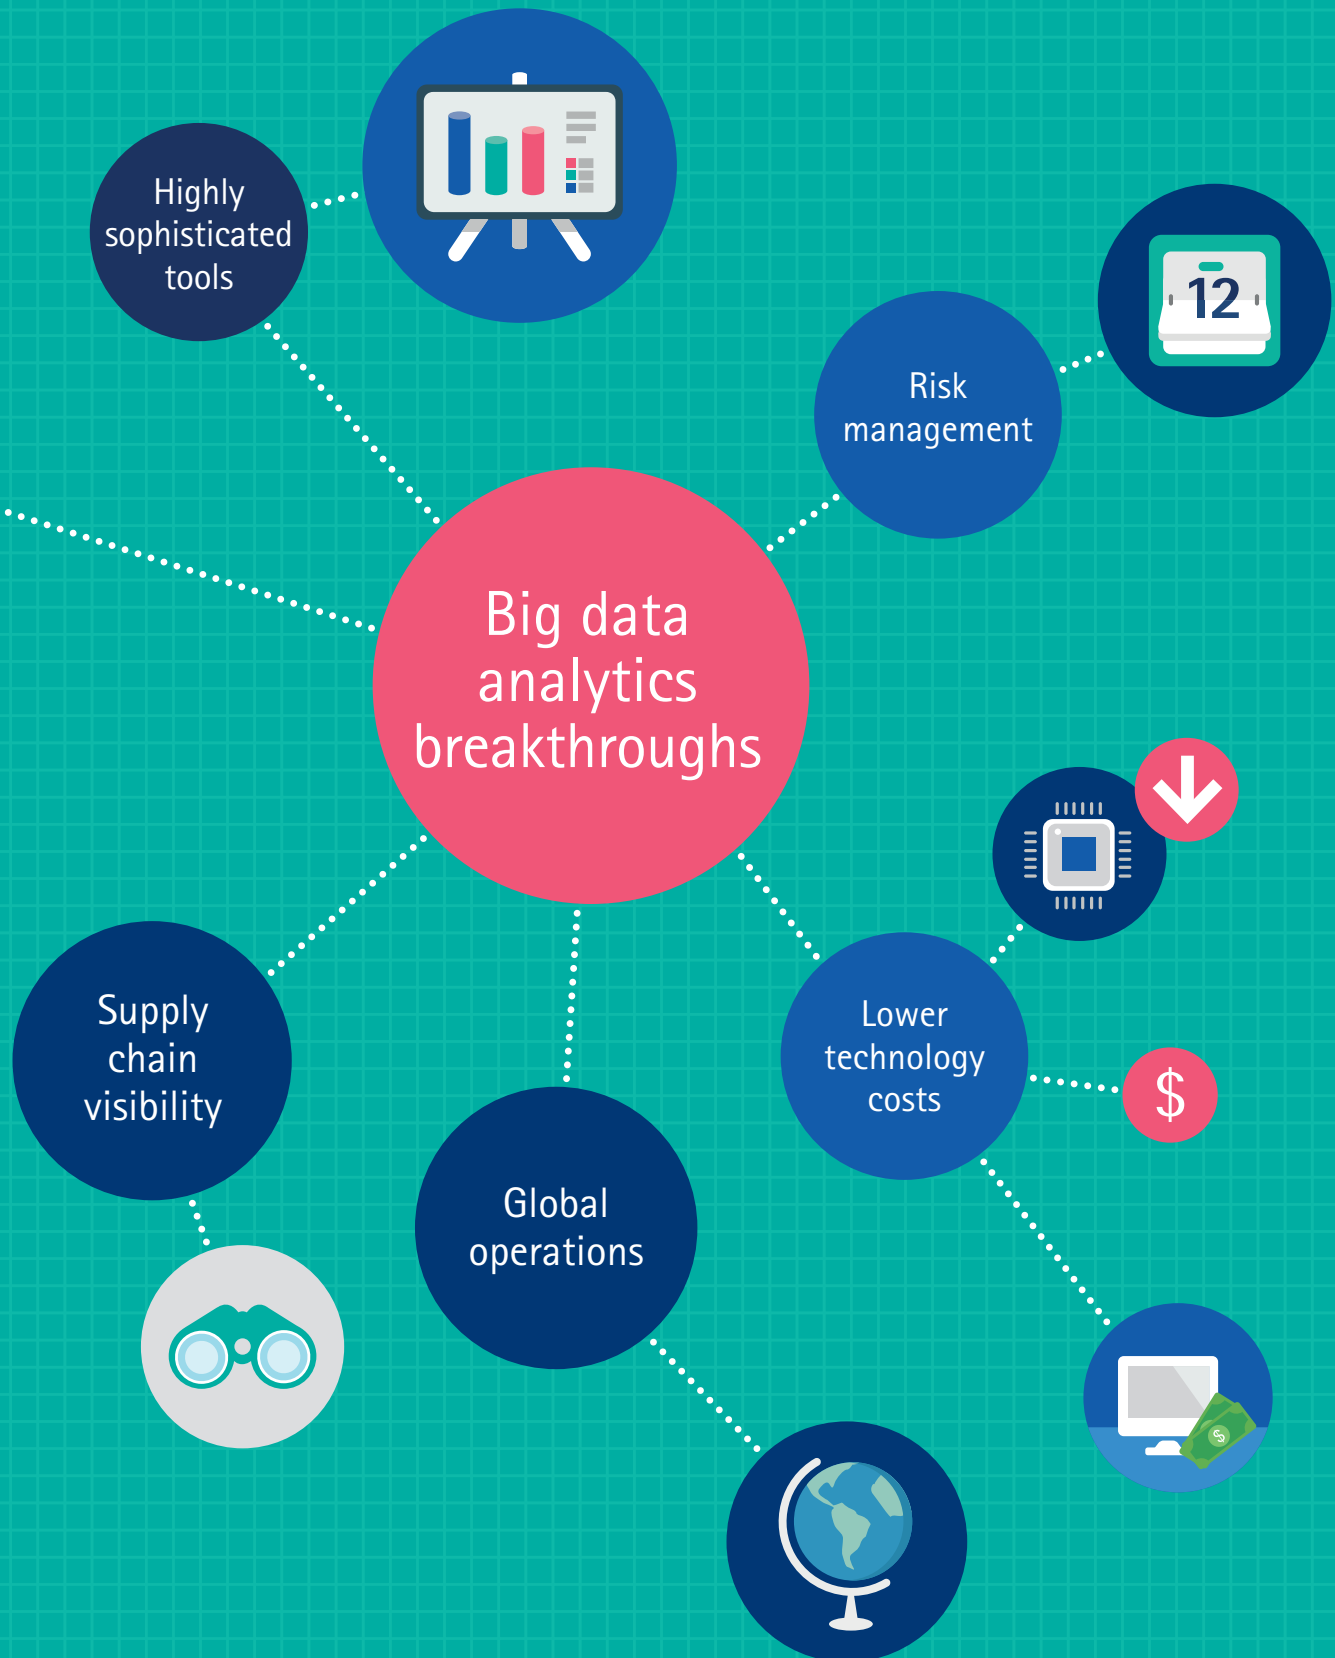 Highly
sophisticated
tools
12
Risk
management
Big data
analytics
breakthroughs
Supply
chain
visibility
Lower
technology
costs
$
Global
operations
$